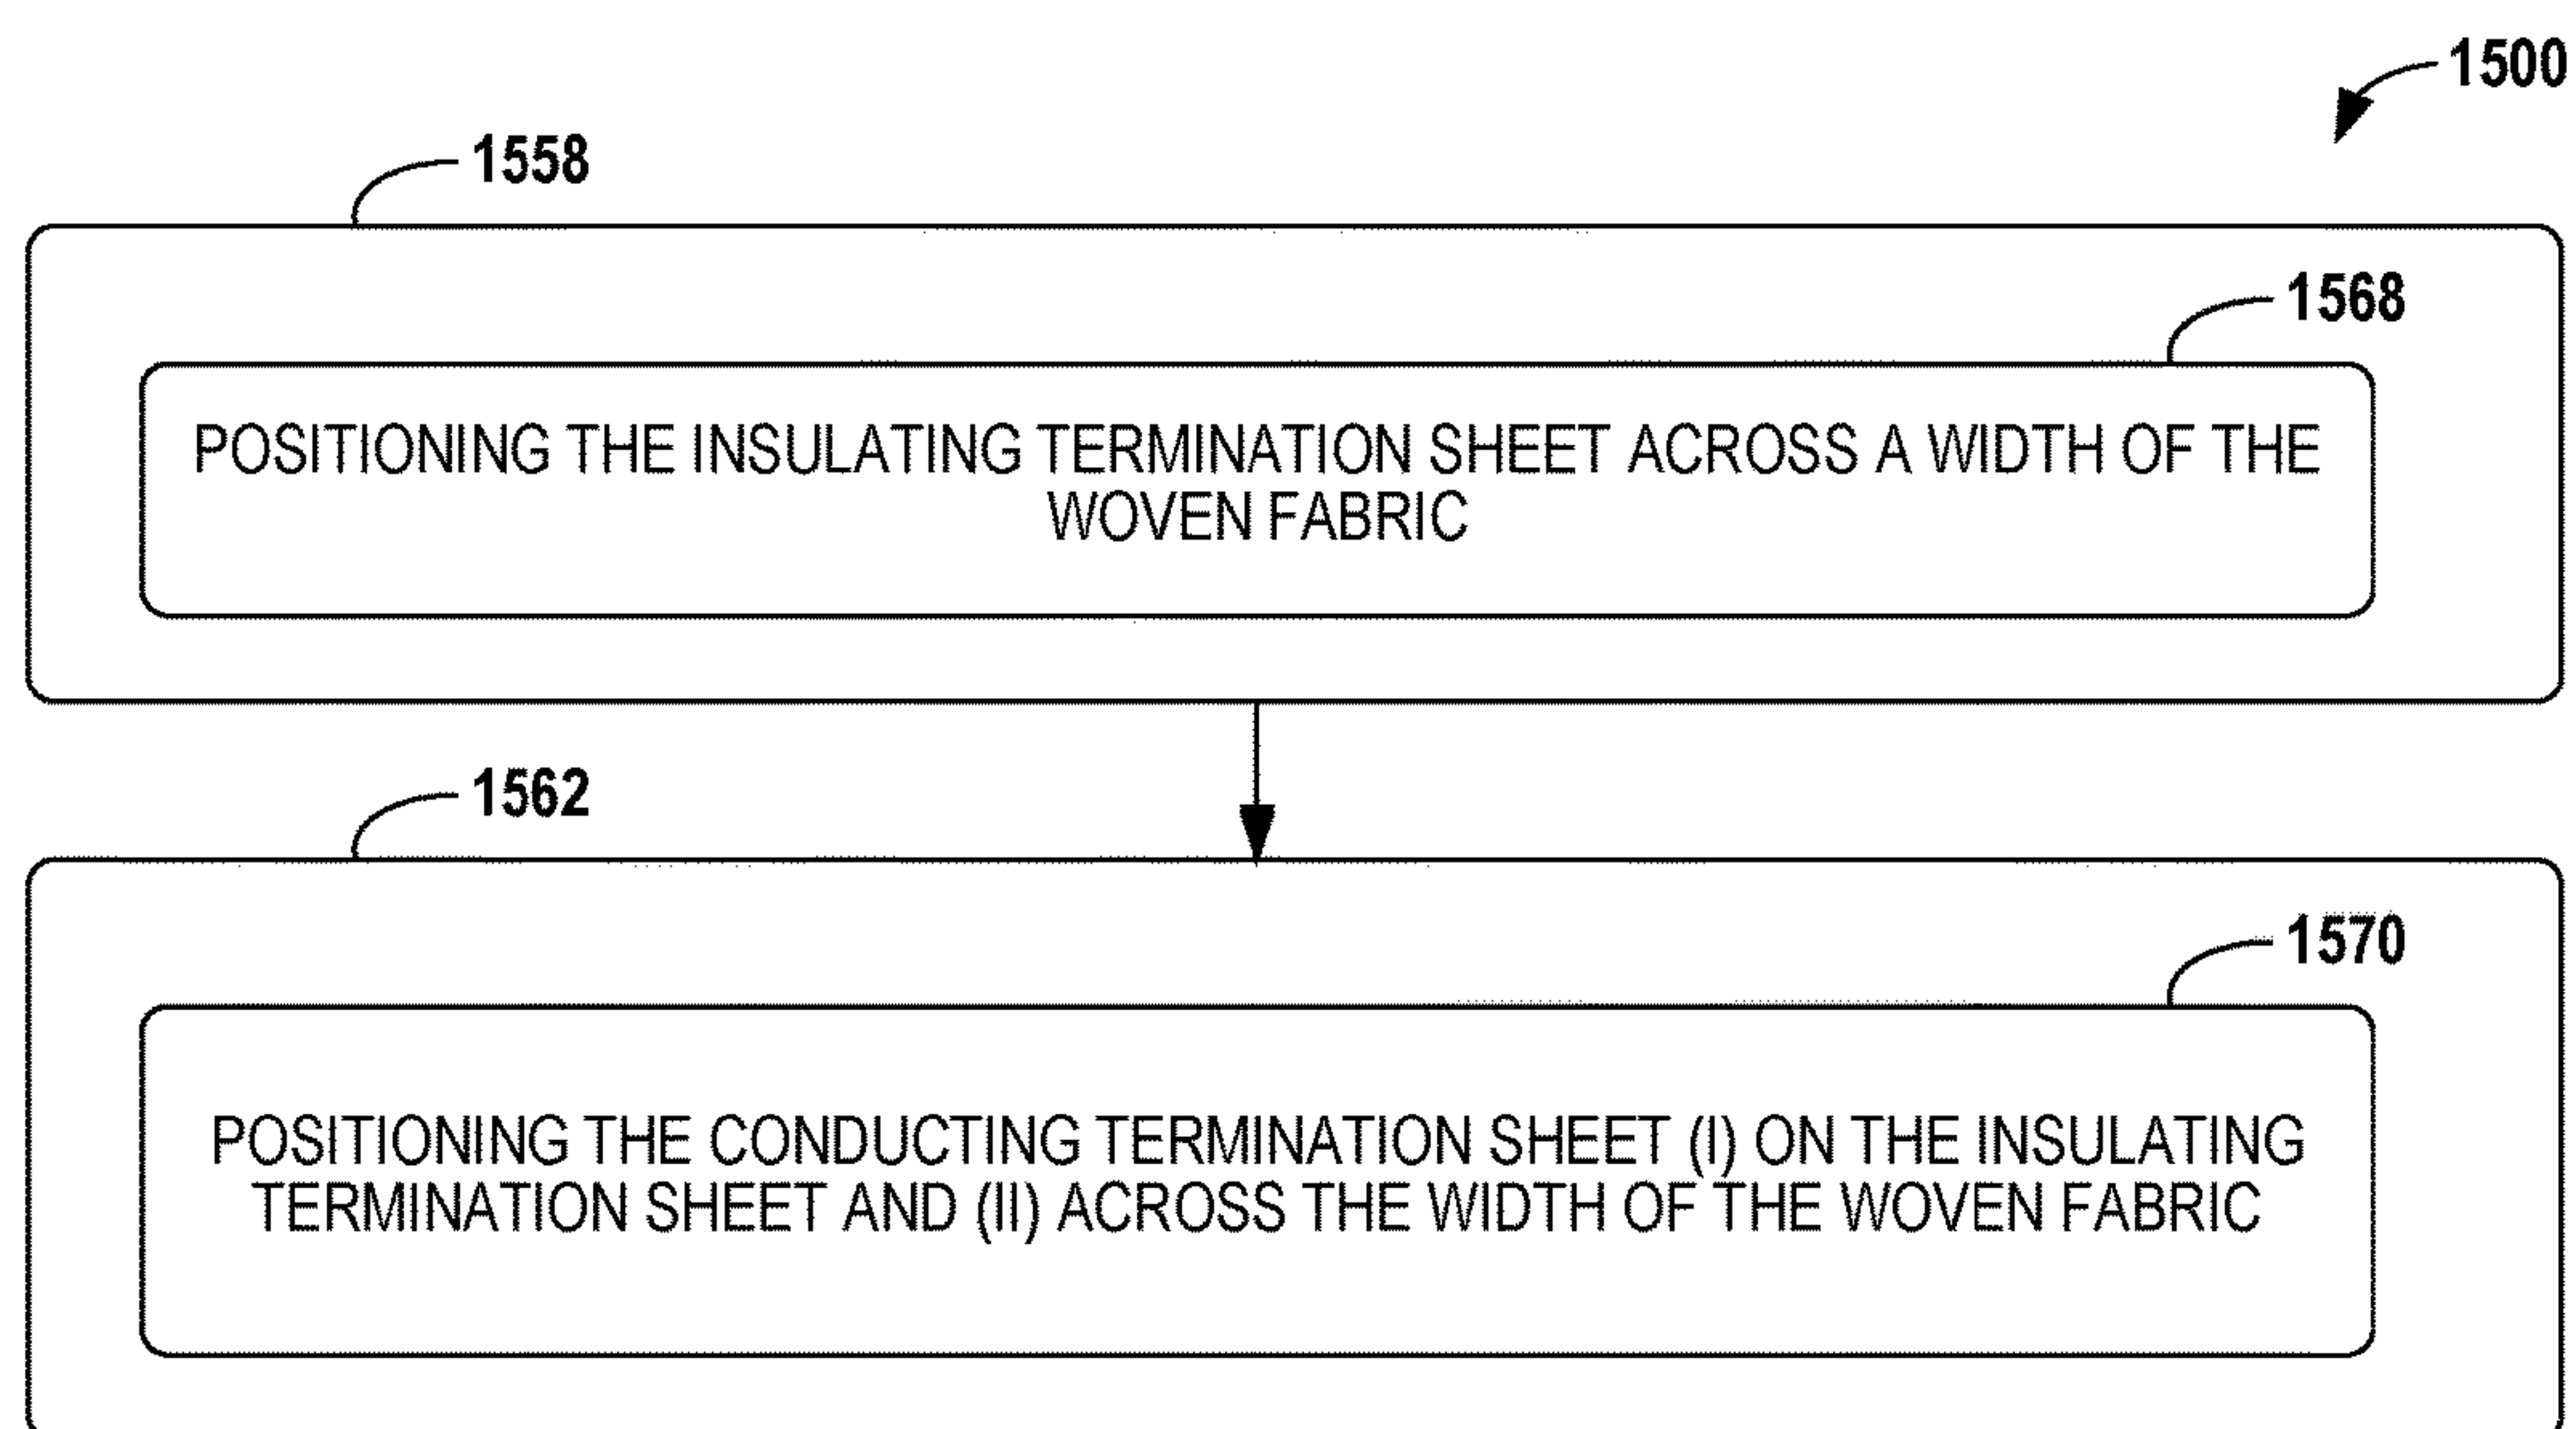 1500
1558
1568
POSITIONING THE INSULATING TERMINATION SHEET ACROSS A WIDTH OF THE
WOVEN FABRIC
1562
1570
POSITIONING THE CONDUCTING TERMINATION SHEET (I) ON THE INSULATING
TERMINATION SHEET AND (II) ACROSS THE WIDTH OF THE WOVEN FABRIC